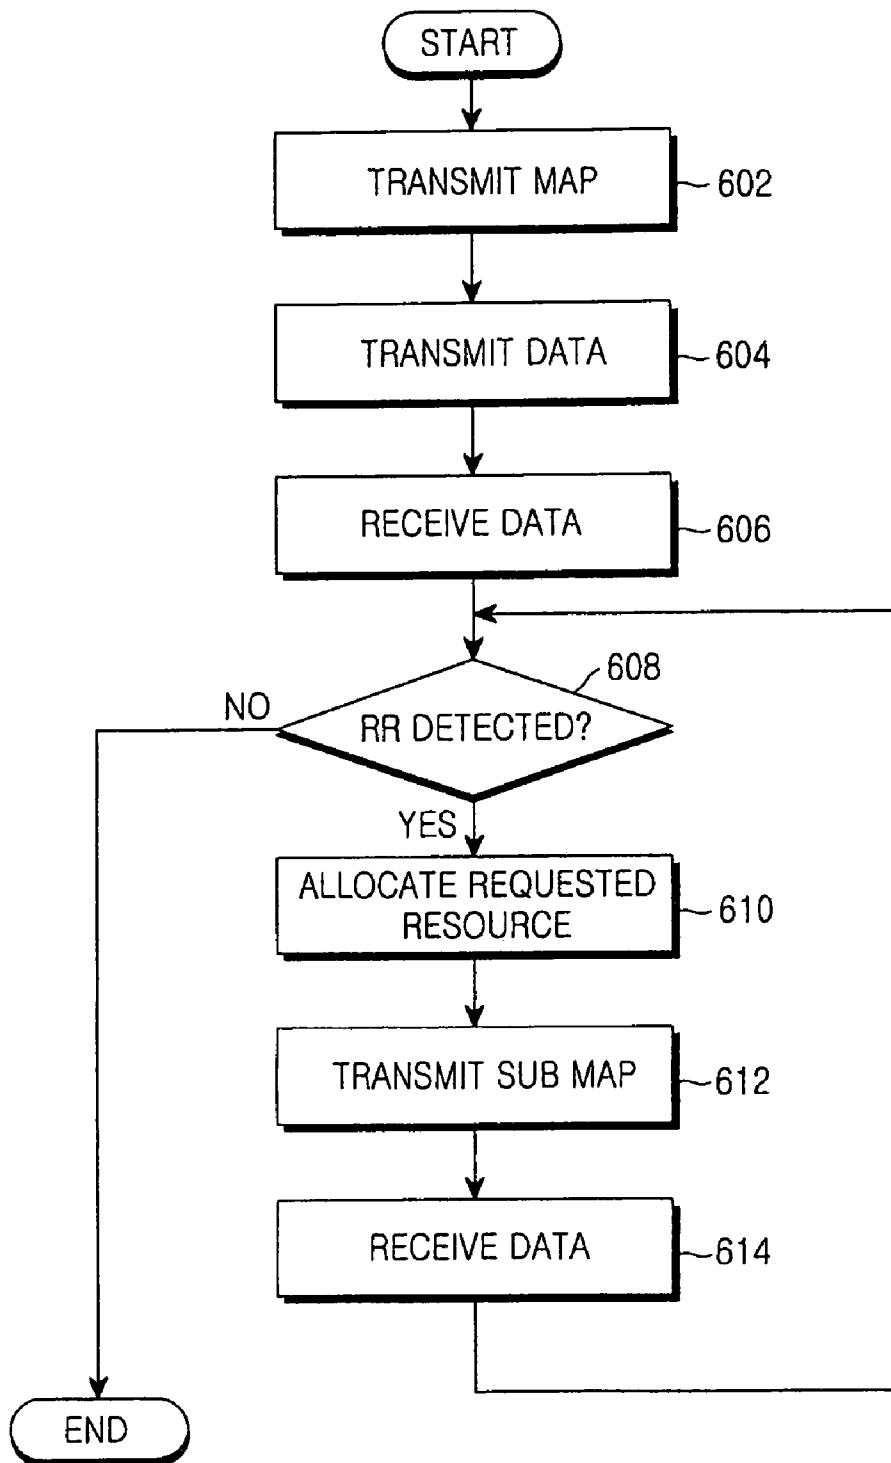 START
TRANSMIT MAP
602
TRANSMIT DATA
604
RECEIVE DATA
606
608
NO
RR DETECTED?
YES
ALLOCATE REQUESTED
RESOURCE
610
TRANSMIT SUB MAP
612
RECEIVE DATA
614
END